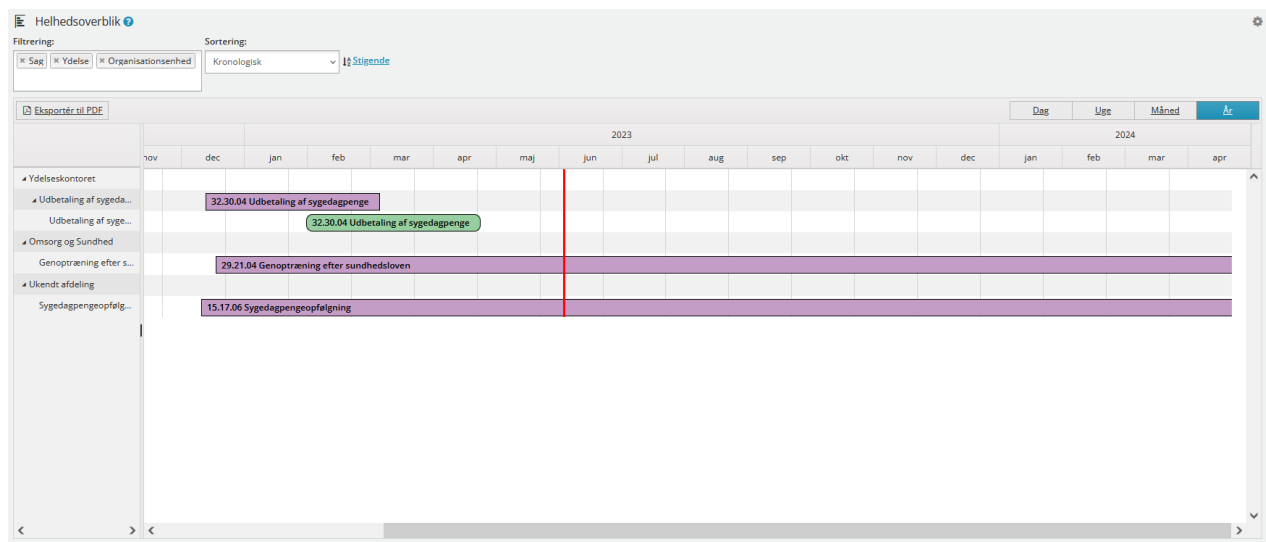 Helhedsoverblik
Filtrering:
Sortering:
× Sag × Ydelse × Organisationsenhed
Kronologisk
Stigende
Eksportér til PDF
Dag Uge Måned År
2023 2024
nov dec jan feb mar apr maj jun jul aug sep okt nov dec jan feb mar apr
Ydelseskontoret
Udbetaling af sygeda...
32.30.04 Udbetaling af sygedagpenge
Udbetaling af syge...
32.30.04 Udbetaling af sygedagpenge
Omsorg og Sundhed
Genoptræning efter s...
29.21.04 Genoptræning efter sundhedsloven
Ukendt afdeling
Sygedagpengeopfølg...
15.17.06 Sygedagpengeopfølgning